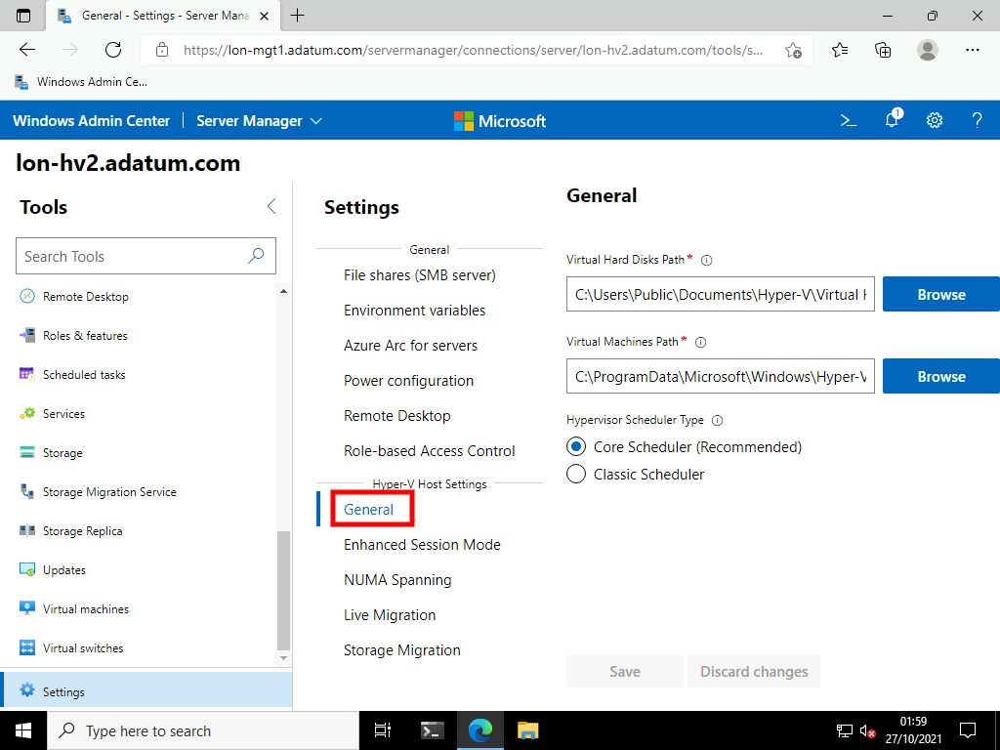 General - Settings - Server Mana
https://lon-mgt1.adatum.com/servermanager/connections/server/lon-hv2.adatum.com/tools/s...
Windows Admin Ce...
Windows Admin Center
Server Manager
Microsoft
1
?
lon-hv2.adatum.com
Tools
Search Tools
Remote Desktop
Roles & features
Scheduled tasks
Services
Storage
Storage Migration Service
Storage Replica
Updates
Virtual machines
Virtual switches
Settings
Settings
General
File shares (SMB server)
Environment variables
Azure Arc for servers
Power configuration
Remote Desktop
Role-based Access Control
Hyper-V Host Settings
General
Enhanced Session Mode
NUMA Spanning
Live Migration
Storage Migration
General
Virtual Hard Disks Path *
C:\Users\Public\Documents\Hyper-V\Virtual H
Browse
Virtual Machines Path *
C:\ProgramData\Microsoft\Windows\Hyper-V
Browse
Hypervisor Scheduler Type
Core Scheduler (Recommended)
Classic Scheduler
Save
Discard changes
Type here to search
01:59
27/10/2021